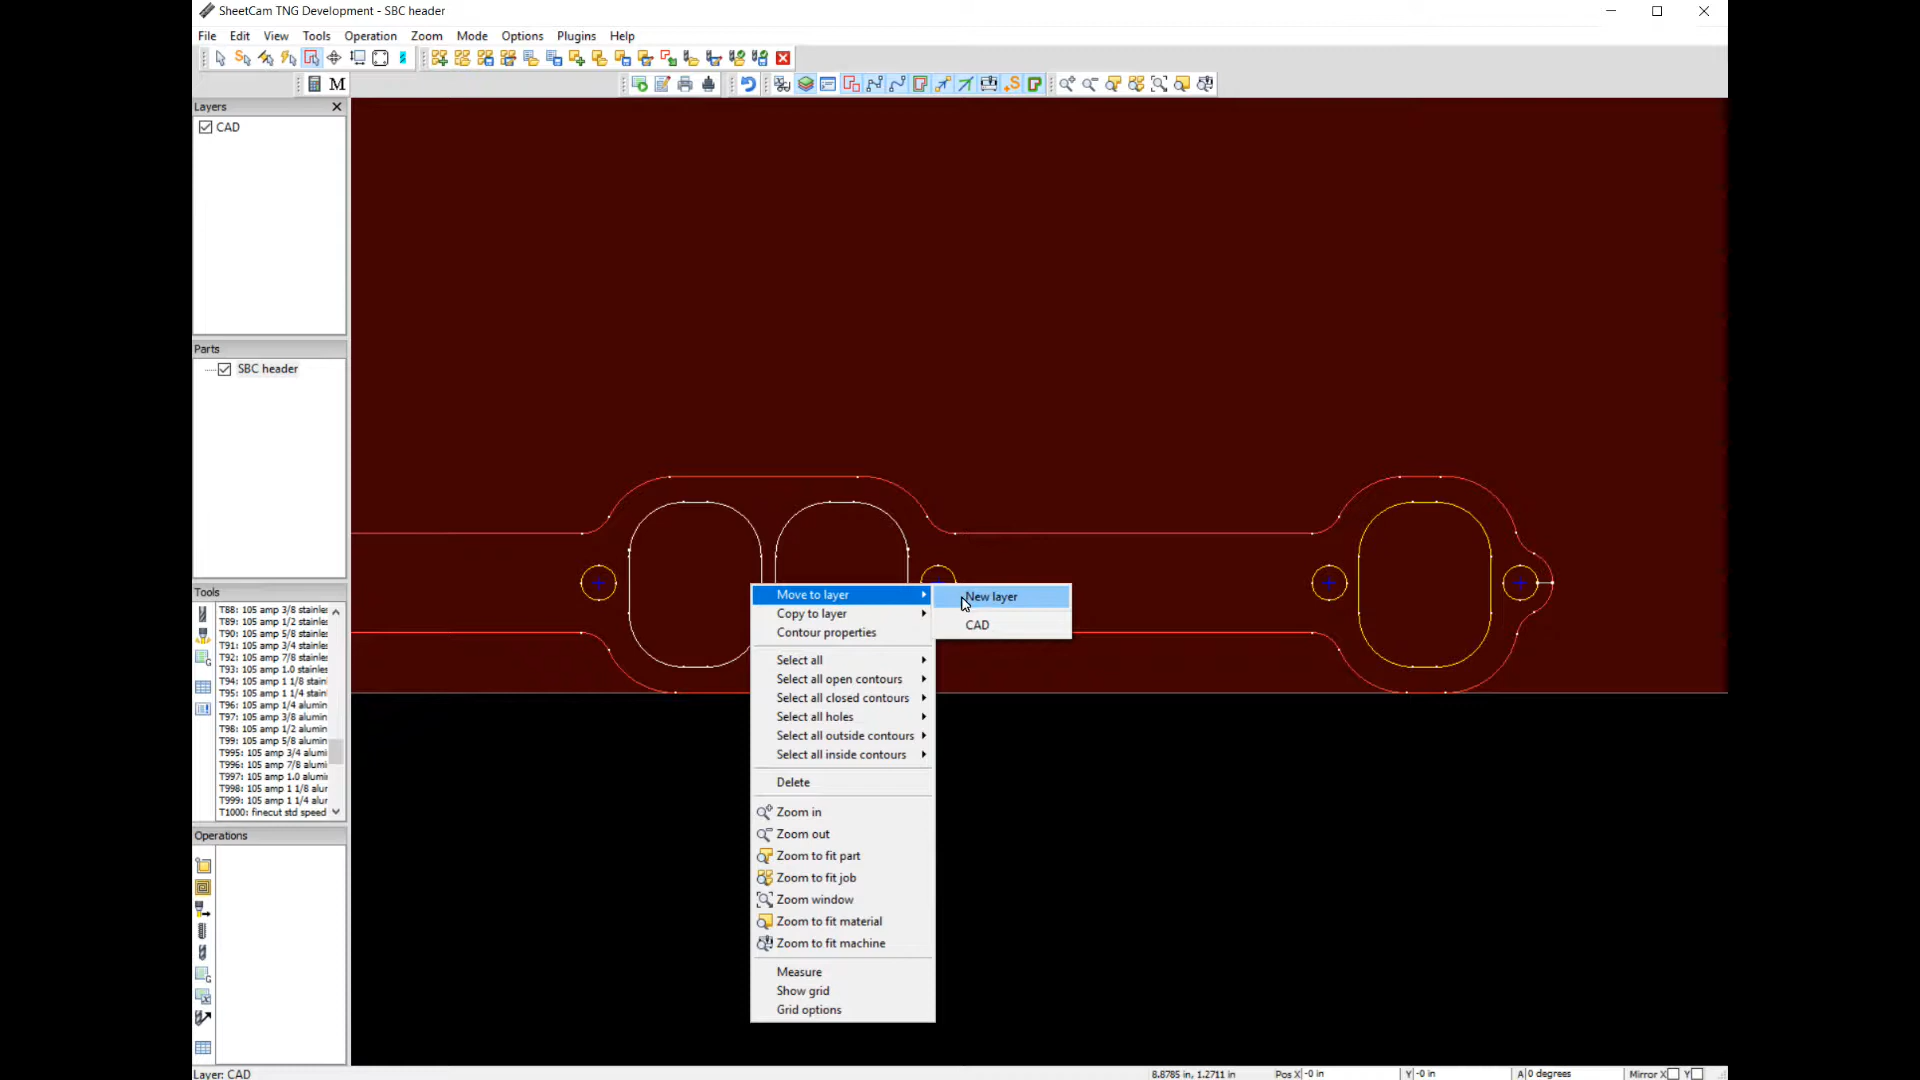 SheetCam TNG Development - SBC header
File Edit View Tools Operation Zoom Mode Options Plugins Help
M
Layers
CAD
Parts
SBC header
Tools
T88: 105 amp 3/8 stainles
T89: 105 amp 1/2 stainles
T90: 105 amp 5/8 stainles
T91: 105 amp 3/4 stainles
T92: 105 amp 7/8 stainles
T93: 105 amp 1.0 stainles
T94: 105 amp 1 1/8 stain
T95: 105 amp 1 1/4 stain
T96: 105 amp 1/4 alumin
T97: 105 amp 3/8 alumin
T98: 105 amp 1/2 alumin
T99: 105 amp 5/8 alumin
T995: 105 amp 3/4 alumi
T996: 105 amp 7/8 alumi
T997: 105 amp 1.0 alumi
T998: 105 amp 1 1/8 alur
T999: 105 amp 1 1/4 alur
T1000: finecut std speed
Operations
Move to layer
Copy to layer
Contour properties
Select all
Select all open contours
Select all closed contours
Select all holes
Select all outside contours
Select all inside contours
Delete
Zoom in
Zoom out
Zoom to fit part
Zoom to fit job
Zoom window
Zoom to fit material
Zoom to fit machine
Measure
Show grid
Grid options
New layer
CAD
Layer: CAD
8.8785 in, 1.2711 in Pos X -0 in Y -0 in A 0 degrees Mirror X Y